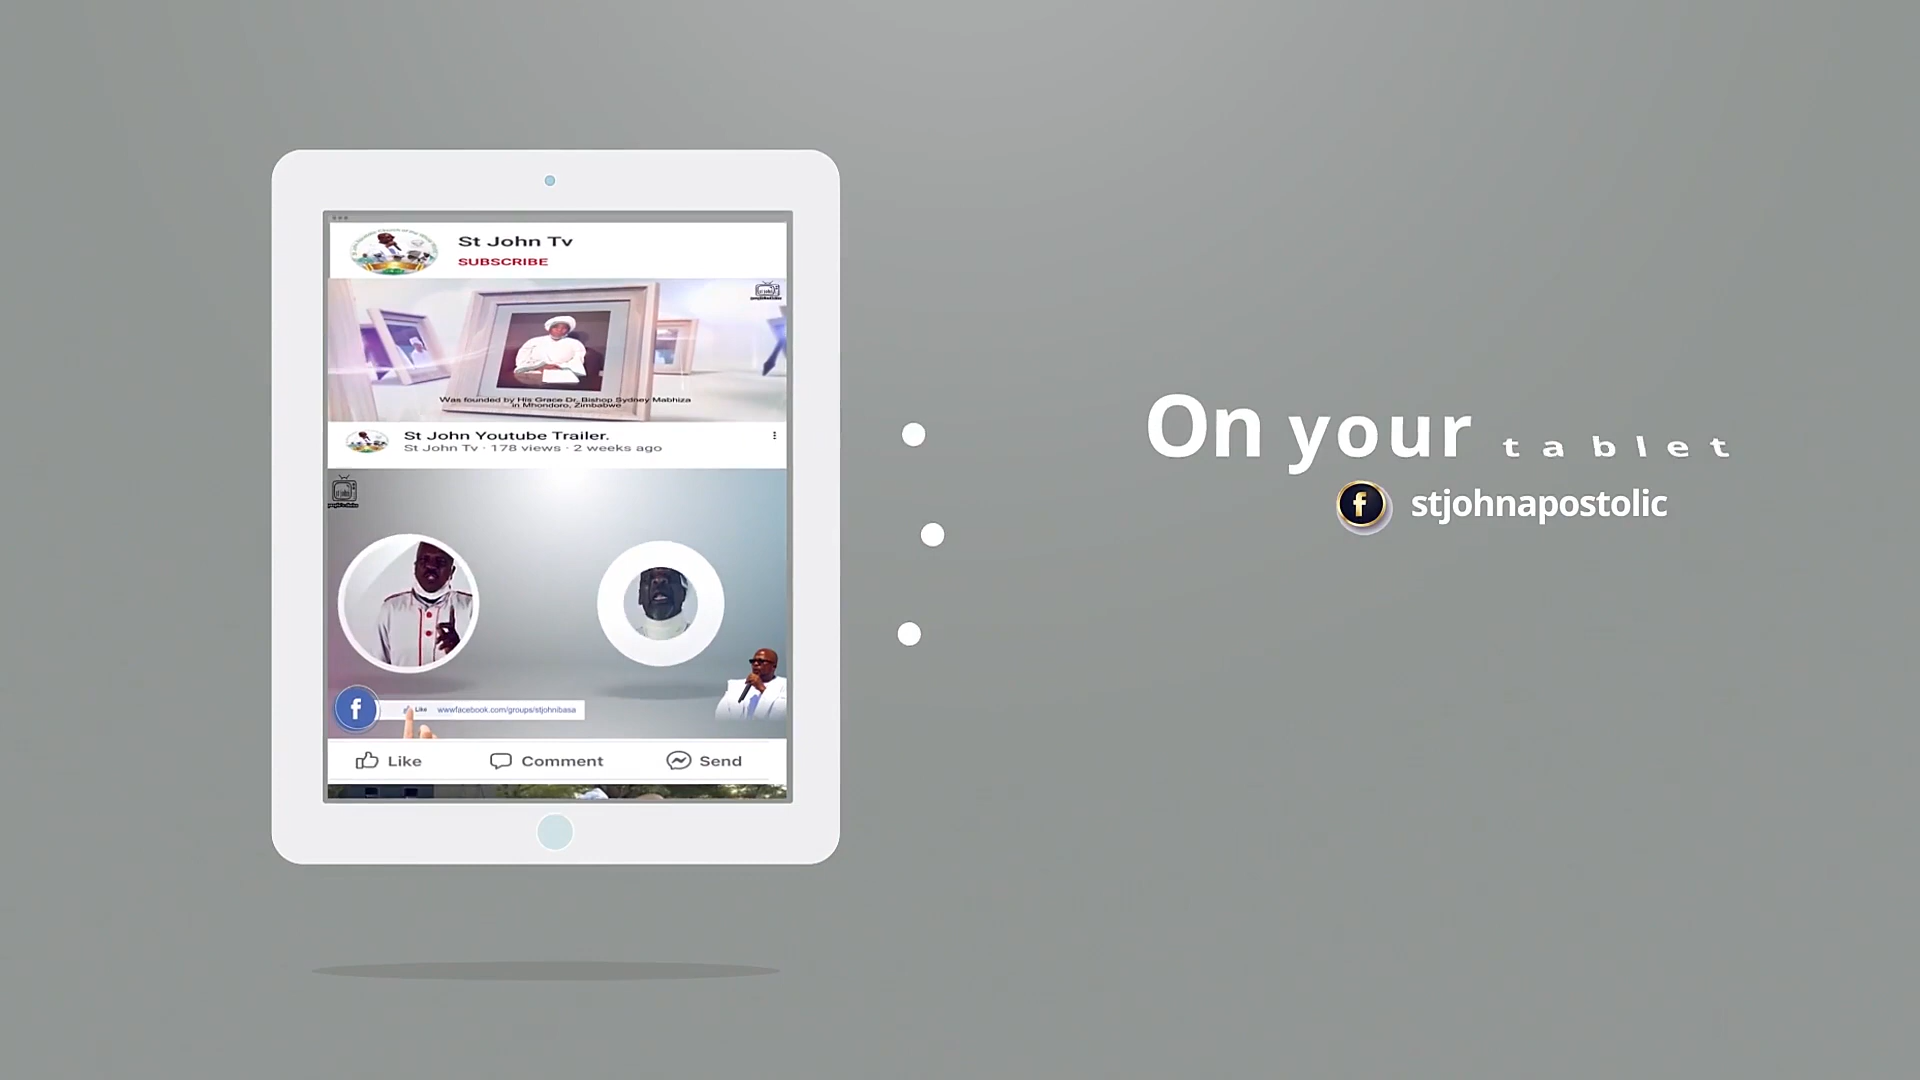 St John Tv
SUBSCRIBE
Was founded by His Grace Dr. Bishop Sydney Mabhiza
in Mhondoro, Zimbabwe
St John Youtube Trailer.
St John Tv · 178 views · 2 weeks ago
Like
wwwfacebook.com/groups/stjohnibasa
Like
Comment
Send
On your tablet
stjohnapostolic